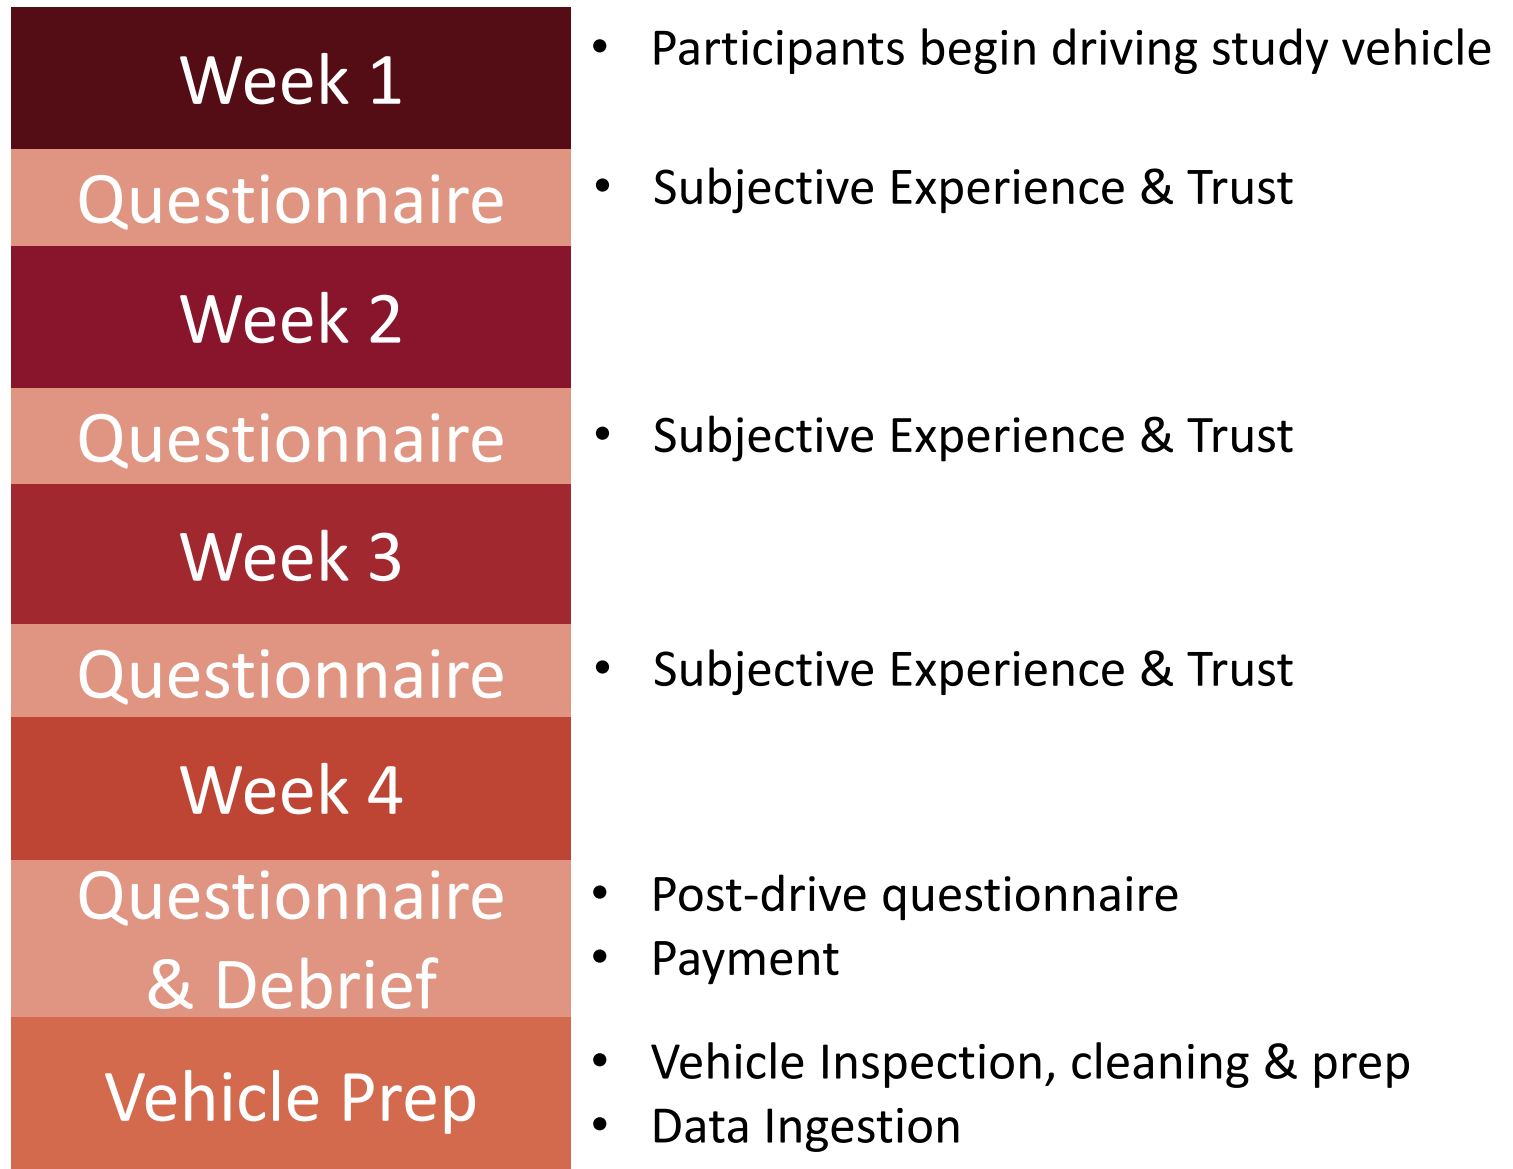 Week 1
• Participants begin driving study vehicle
Questionnaire
• Subjective Experience & Trust
Week 2
Questionnaire
• Subjective Experience & Trust
Week 3
Questionnaire
• Subjective Experience & Trust
Week 4
Questionnaire
& Debrief
• Post-drive questionnaire
• Payment
Vehicle Prep
• Vehicle Inspection, cleaning & prep
• Data Ingestion